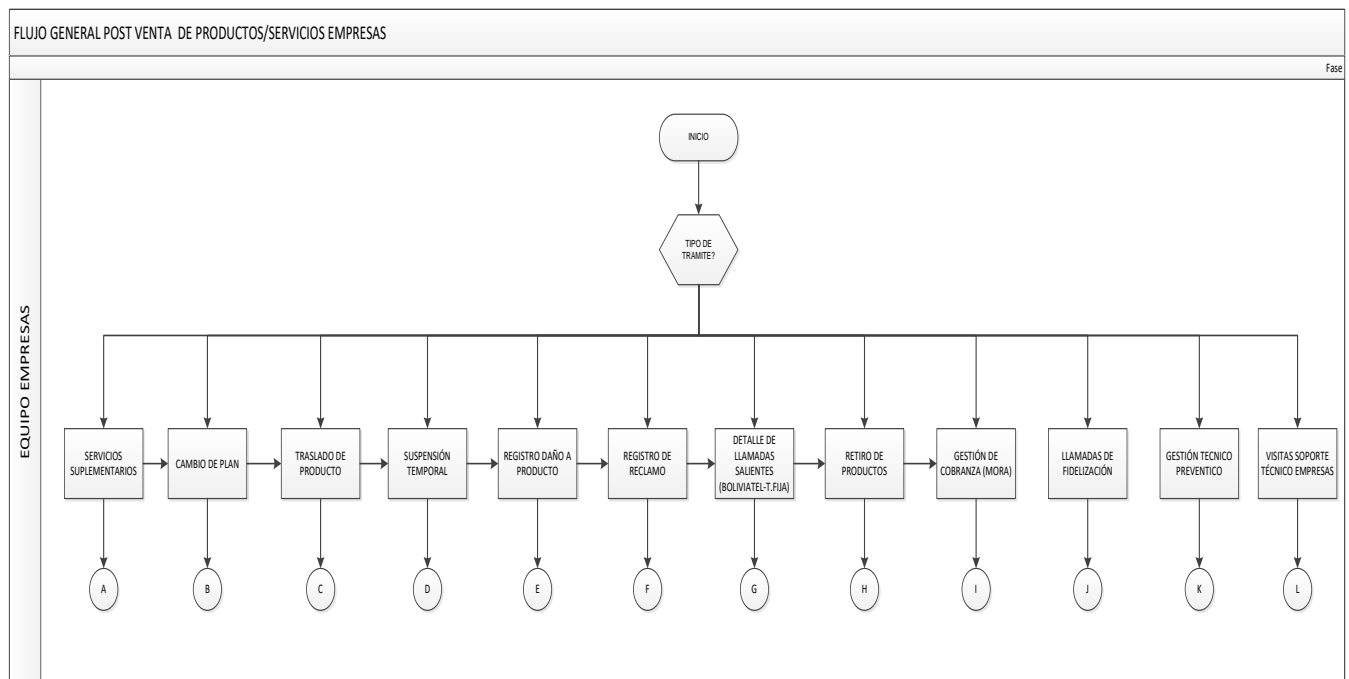 FLUJO GENERAL POST VENTA DE PRODUCTOS/SERVICIOS EMPRESAS
Fase
EQUIPO EMPRESAS
INICIO
TIPO DE
TRAMITE?
SERVICIOS
SUPLEMENTARIOS
CAMBIO DE PLAN
TRASLADO DE
PRODUCTO
SUSPENSIÓN
TEMPORAL
REGISTRO DAÑO A
PRODUCTO
REGISTRO DE
RECLAMO
DETALLE DE
LLAMADAS
SALIENTES
(BOLIVIATEL-T.FIJA)
RETIRO DE
PRODUCTOS
GESTIÓN DE
COBRANZA (MORA)
LLAMADAS DE
FIDELIZACIÓN
GESTIÓN TECNICO
PREVENTICO
VISITAS SOPORTE
TÉCNICO EMPRESAS
A
B
C
D
E
F
G
H
I
J
K
L